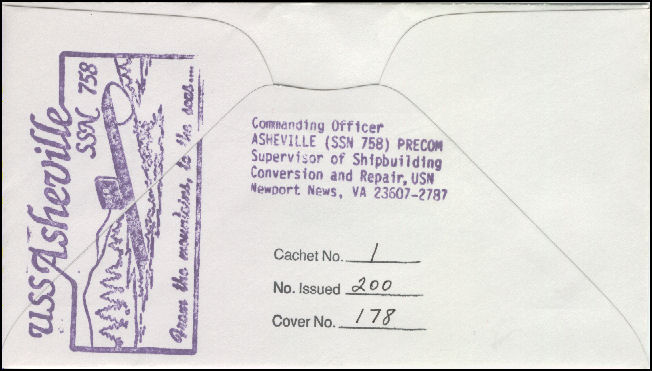 USS Asheville
SSN 758
From the mountains, to the seas....
Commanding Officer
ASHEVILLE (SSN 758) PRECOM
Supervisor of Shipbuilding
Conversion and Repair, USN
Newport News, VA 23607-2787
Cachet No. 1
No. Issued 200
Cover No. 178